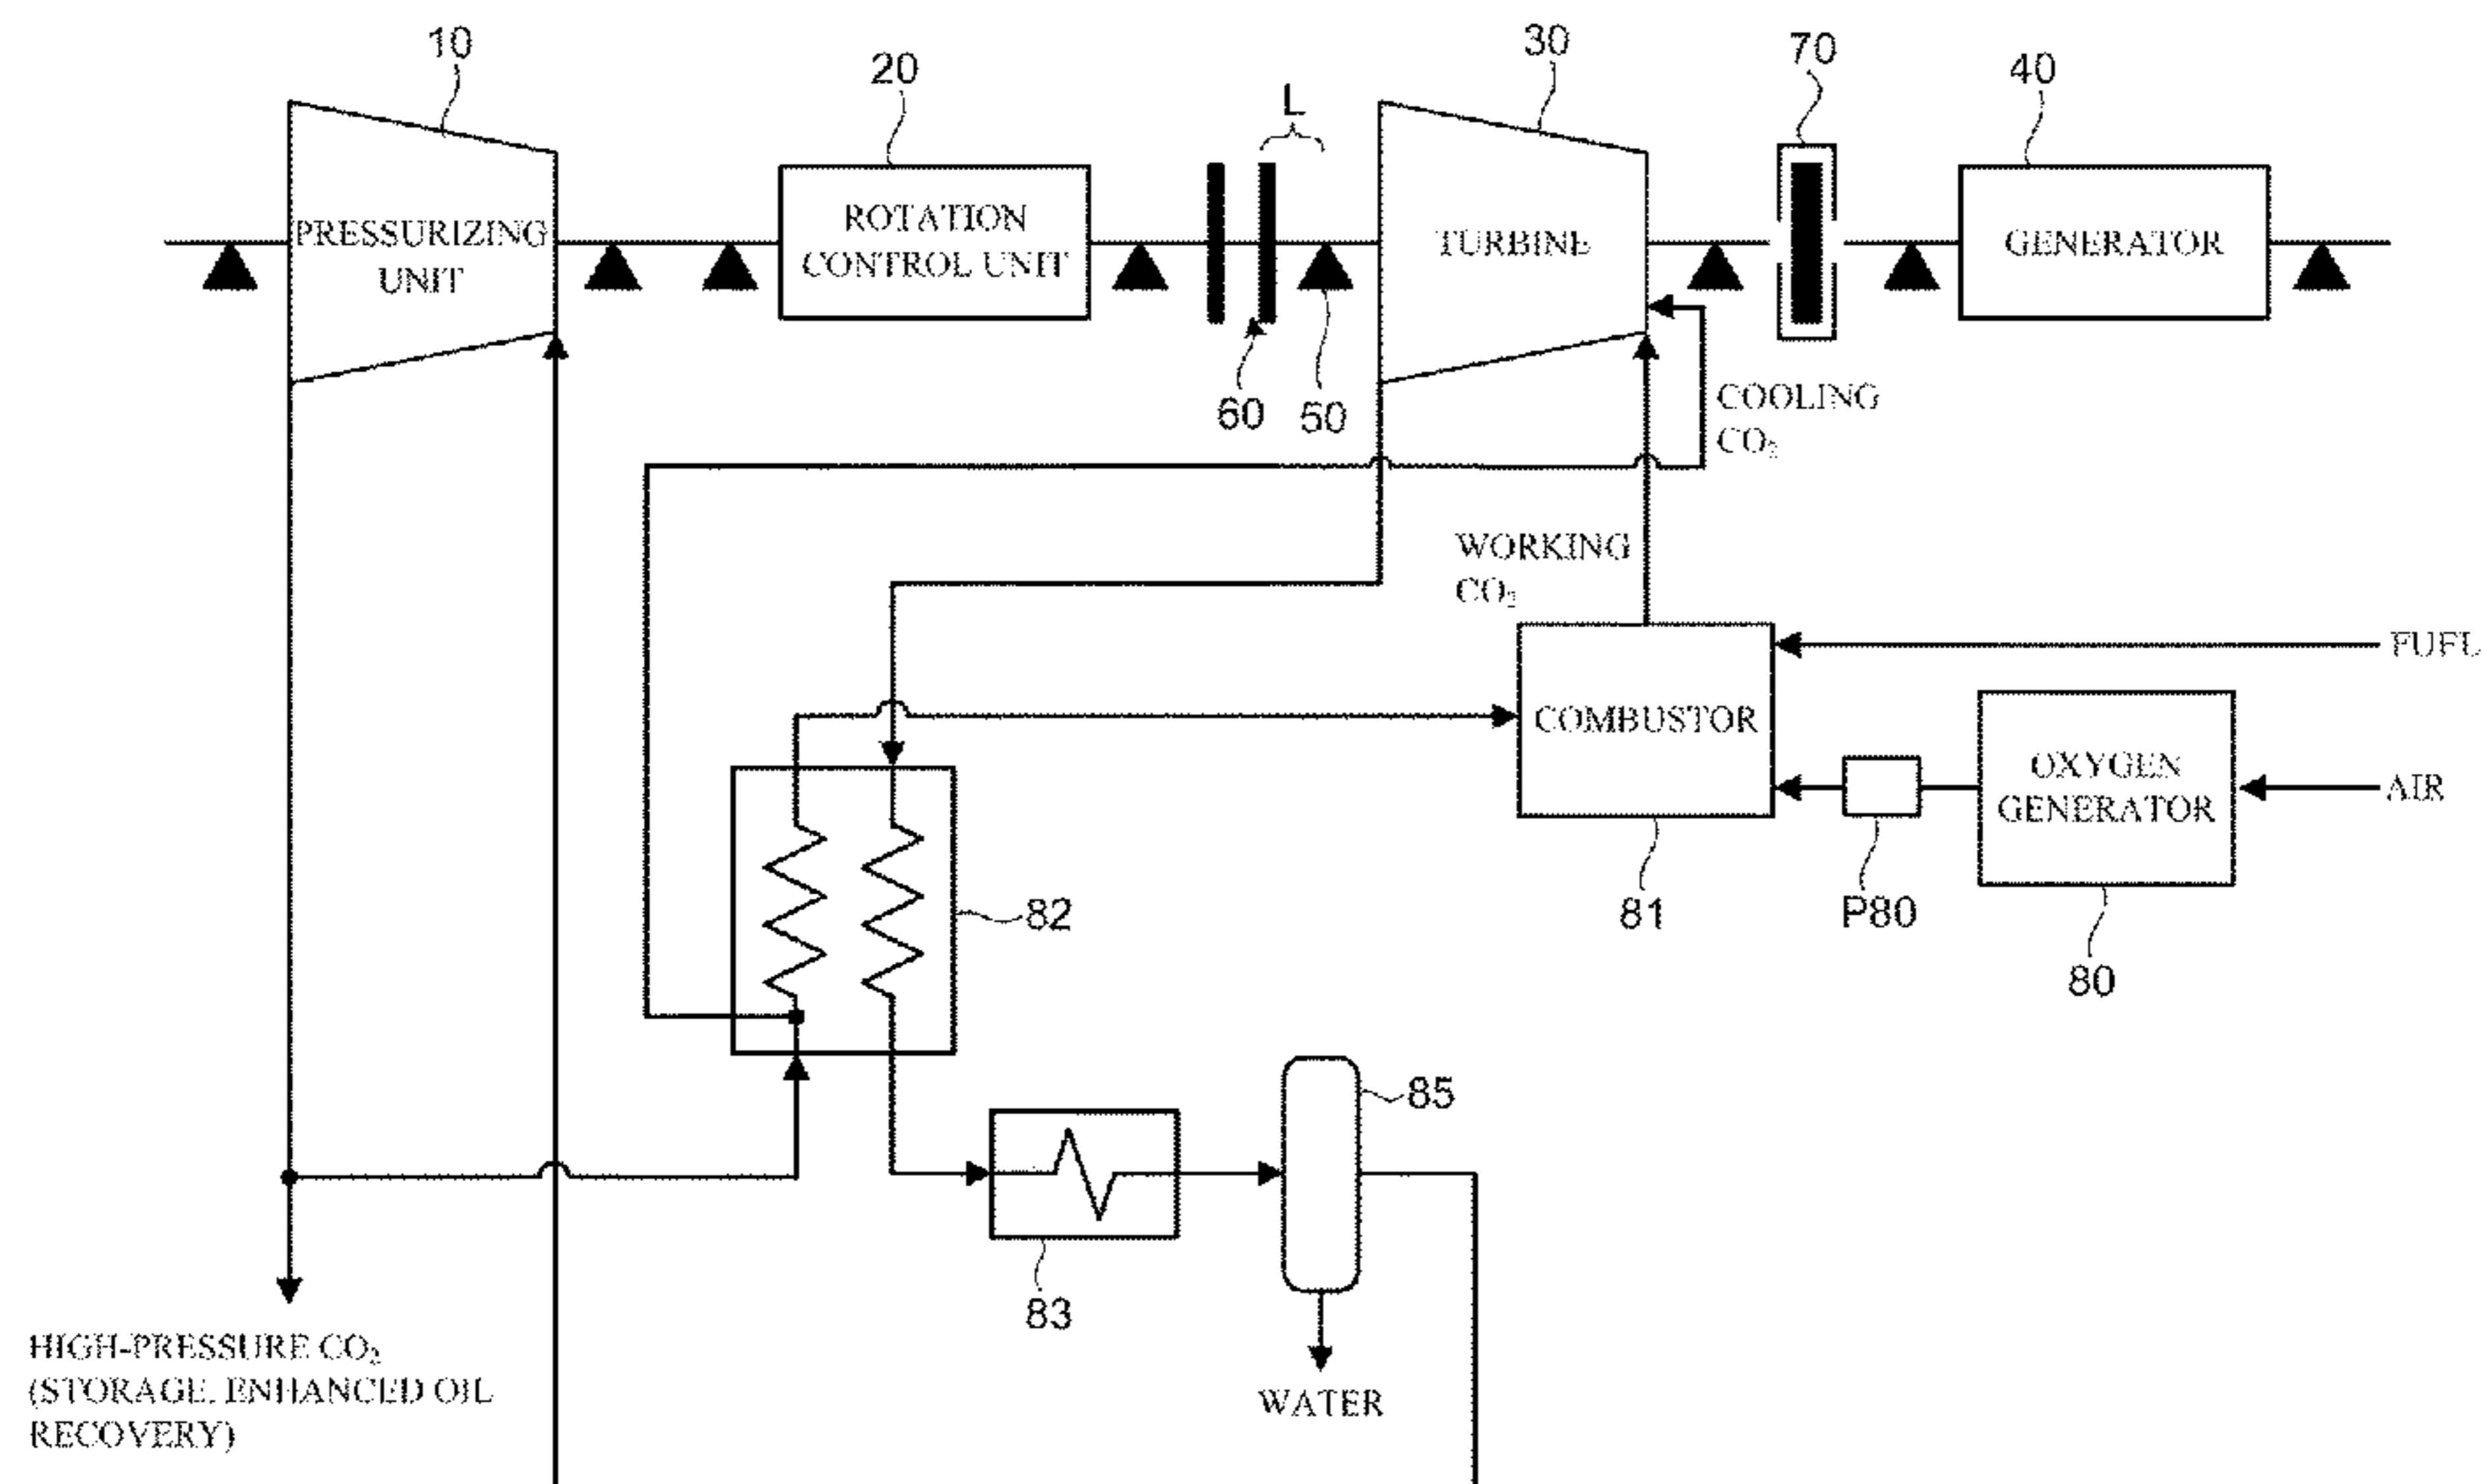 10
20
L
30
70
40
PRESSURIZING
UNIT
ROTATION
CONTROL UNIT
TURBINE
GENERATOR
60
50
COOLING
CO₂
WORKING
CO₂
FUEL
COMBUSTOR
OXYGEN
GENERATOR
AIR
82
81
P80
80
85
83
HIGH-PRESSURE CO₂
(STORAGE, ENHANCED OIL
RECOVERY)
WATER